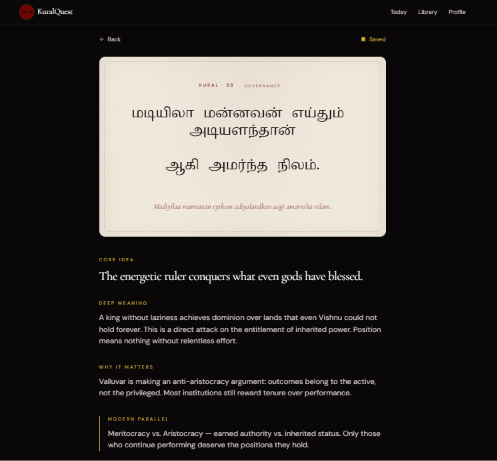 KuralQuest
Today Library Profile
← Back
Saved
KURAL · 30 GOVERNANCE
மடியிலா மன்னவன் எய்தும்
அடியளந்தான்
ஆகி அமர்ந்த நிலம்.
Madiyilaa mannavan eythum adiyalandhan aagi amarntha nilam.
CORE IDEA
The energetic ruler conquers what even gods have blessed.
DEEP MEANING
A king without laziness achieves dominion over lands that even Vishnu could not
hold forever. This is a direct attack on the entitlement of inherited power. Position
means nothing without relentless effort.
WHY IT MATTERS
Valluvar is making an anti-aristocracy argument: outcomes belong to the active,
not the privileged. Most institutions still reward tenure over performance.
MODERN PARALLEL
Meritocracy vs. Aristocracy — earned authority vs. inherited status. Only those
who continue performing deserve the positions they hold.